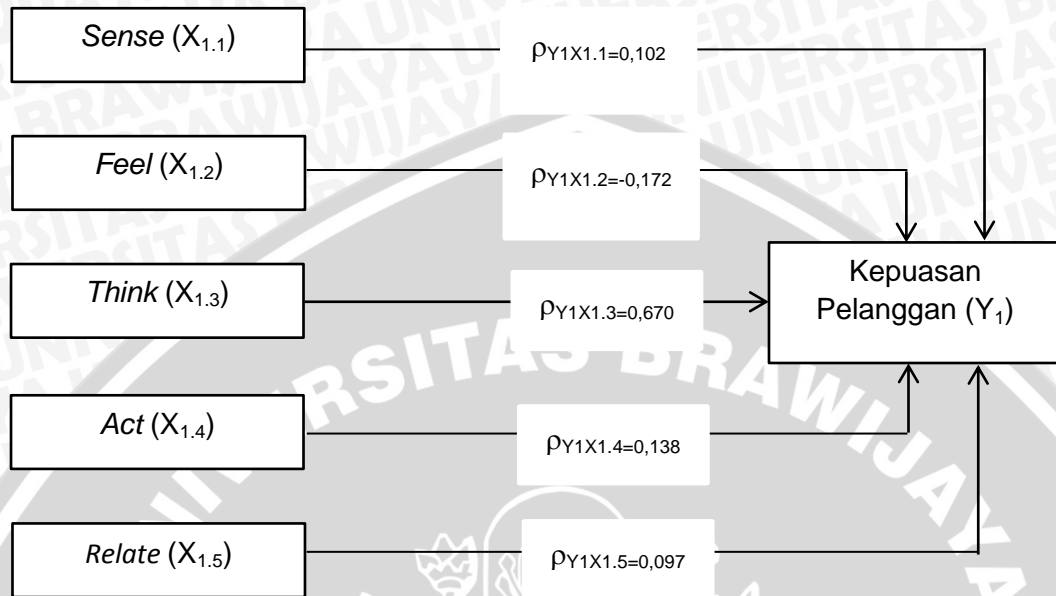 Sense (X1.1)
ρY1X1.1=0,102
Feel (X1.2)
ρY1X1.2=-0,172
Think (X1.3)
ρY1X1.3=0,670
Kepuasan
Pelanggan (Y1)
Act (X1.4)
ρY1X1.4=0,138
Relate (X1.5)
ρY1X1.5=0,097
UNIVERSITAS BRAWIJAYA